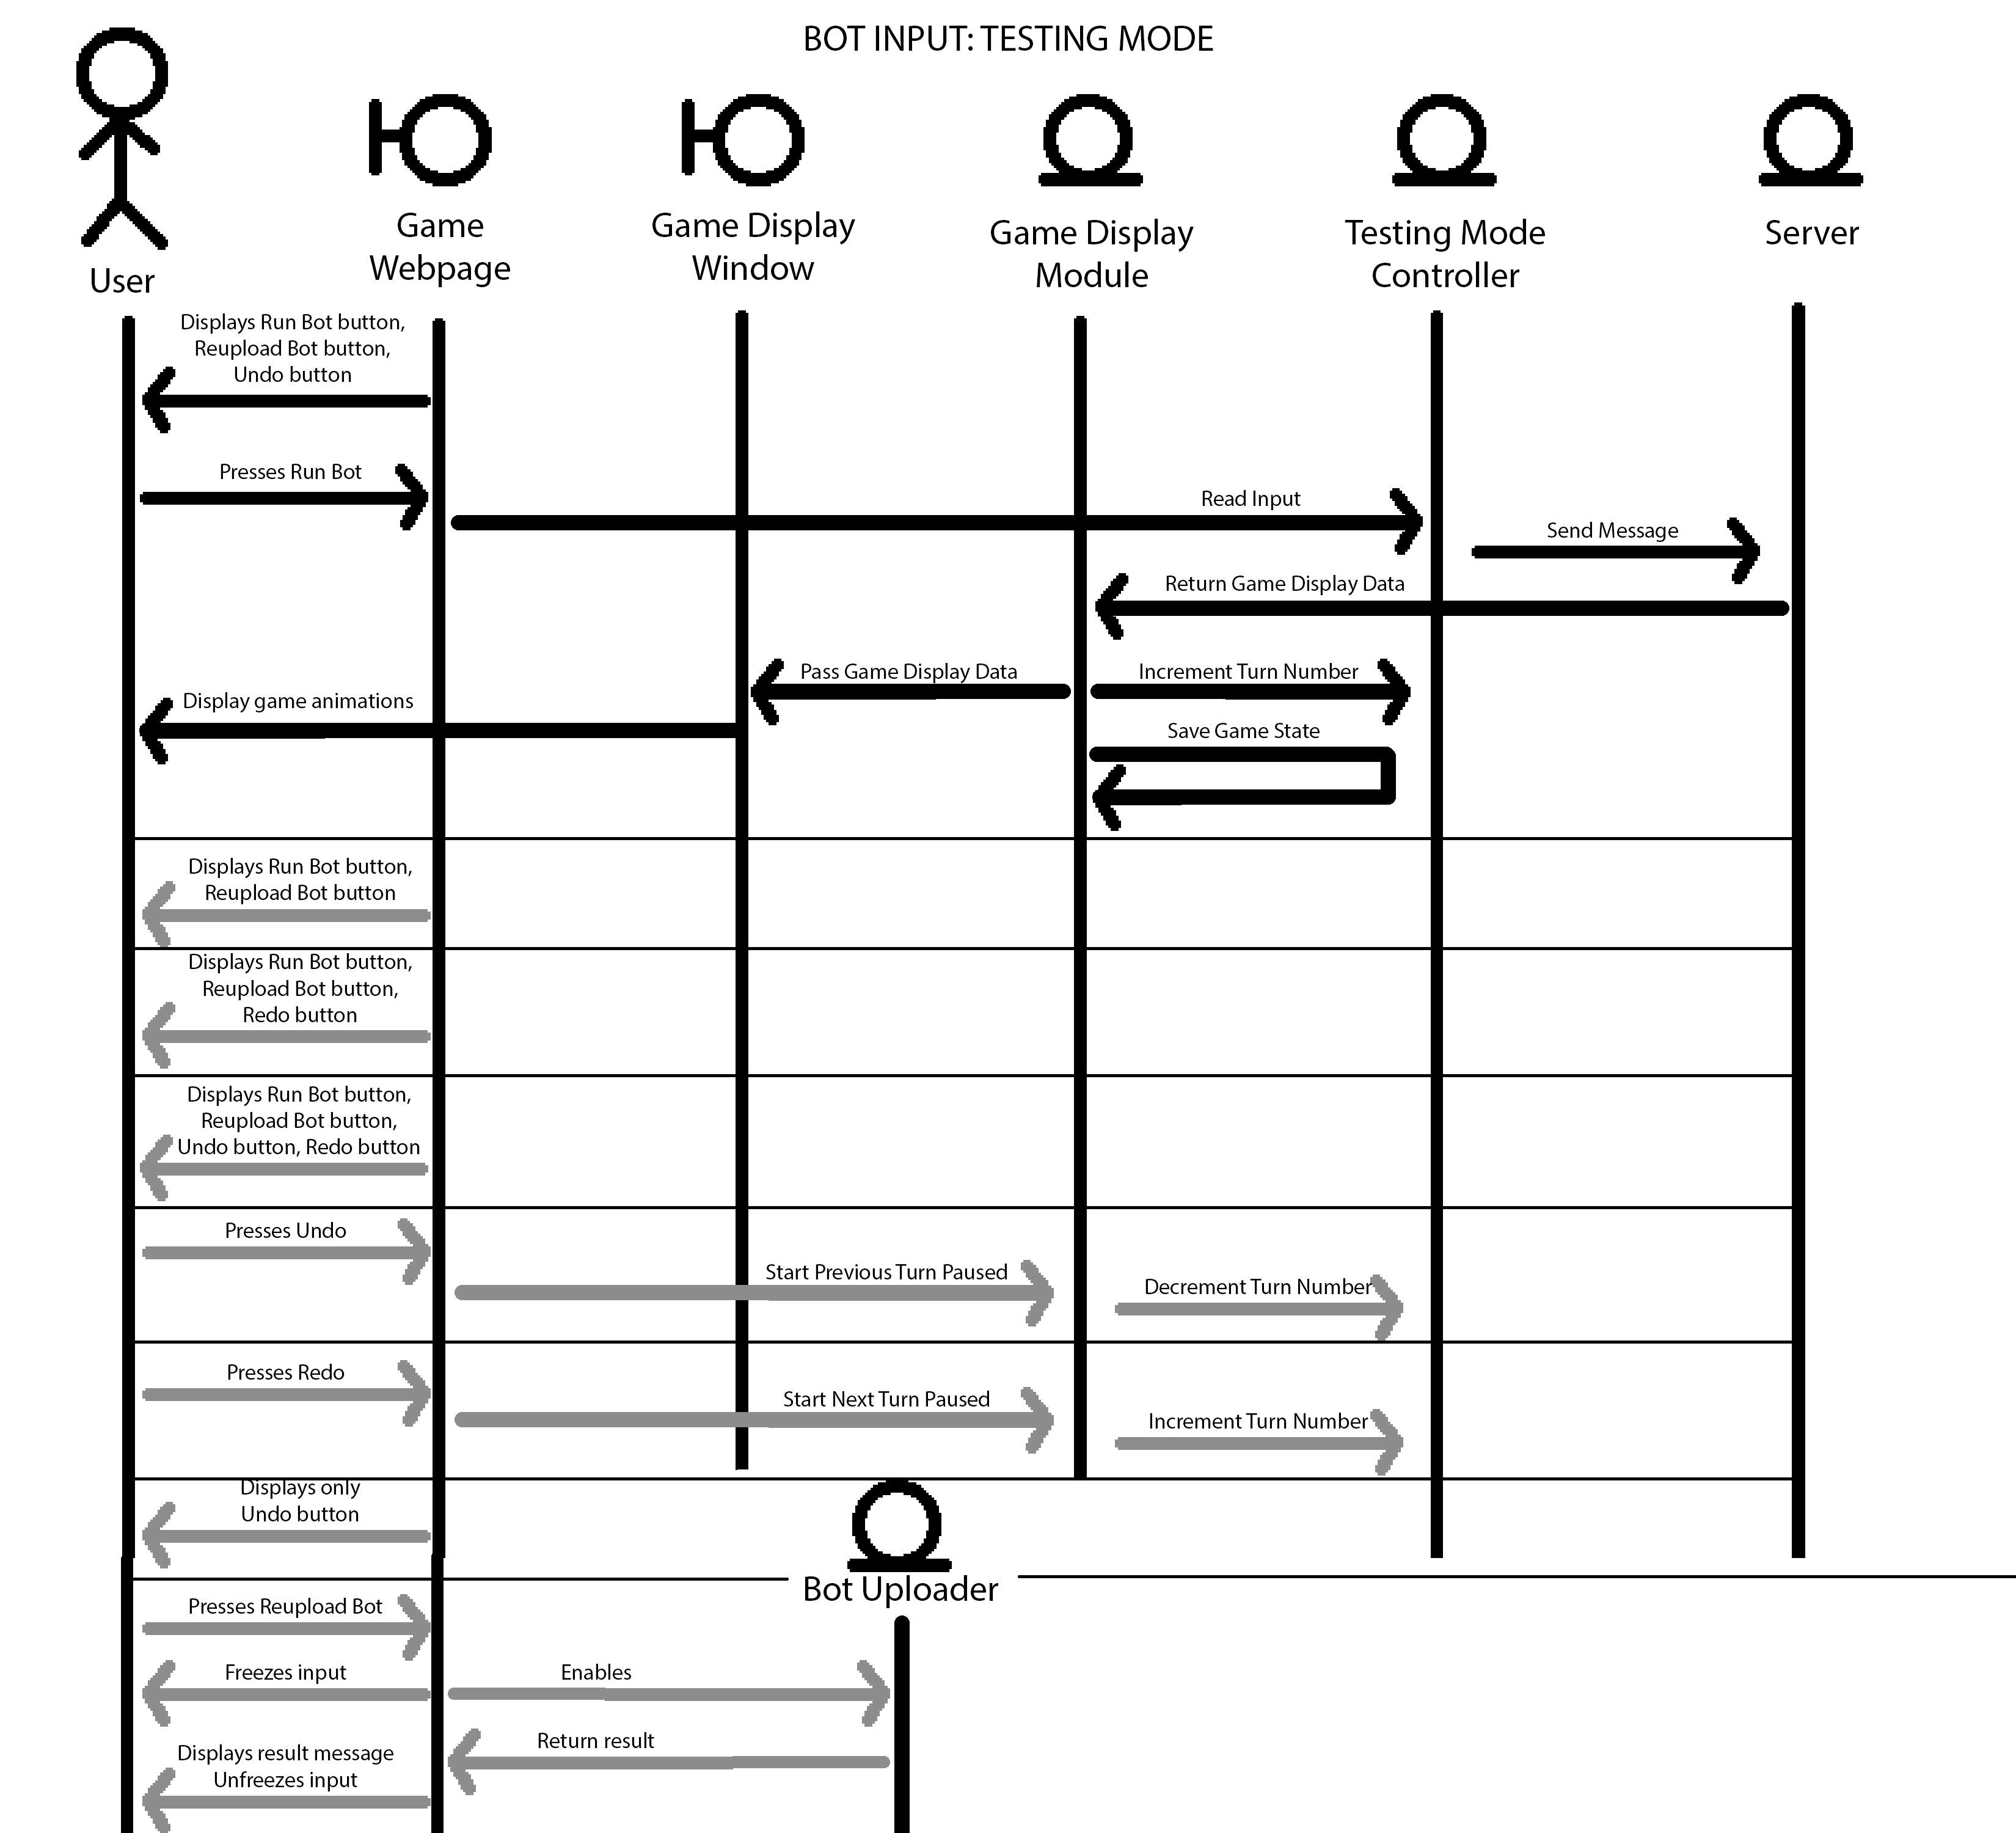 BOT INPUT: TESTING MODE
User
Game
Webpage
Game Display
Window
Game Display
Module
Testing Mode
Controller
Server
Displays Run Bot button,
Reupload Bot button,
Undo button
Presses Run Bot
Read Input
Send Message
Return Game Display Data
Pass Game Display Data
Increment Turn Number
Display game animations
Save Game State
Displays Run Bot button,
Reupload Bot button
Displays Run Bot button,
Reupload Bot button,
Redo button
Displays Run Bot button,
Reupload Bot button,
Undo button, Redo button
Presses Undo
Start Previous Turn Paused
Decrement Turn Number
Presses Redo
Start Next Turn Paused
Increment Turn Number
Displays only
Undo button
Bot Uploader
Presses Reupload Bot
Freezes input
Enables
Return result
Displays result message
Unfreezes input